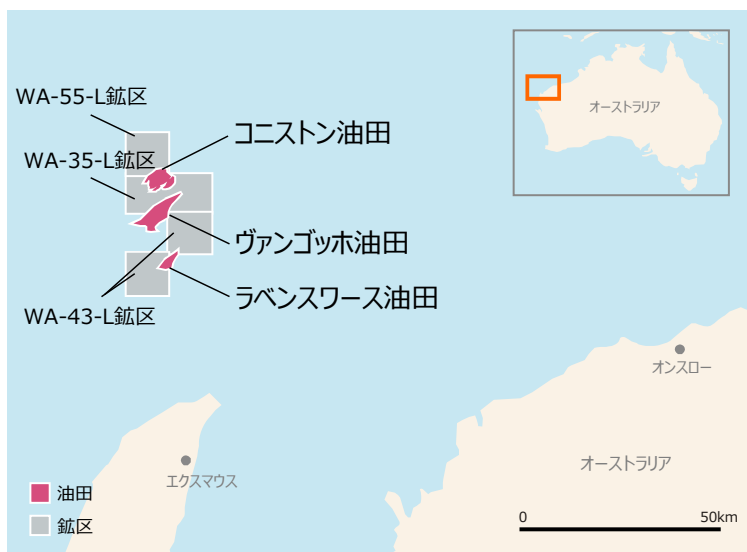 オーストラリア
WA-55-L鉱区
コニストン油田
WA-35-L鉱区
ヴァンゴッホ油田
ラベンスワース油田
WA-43-L鉱区
オンスロー
オーストラリア
エクスマウス
油田
鉱区
0 50km